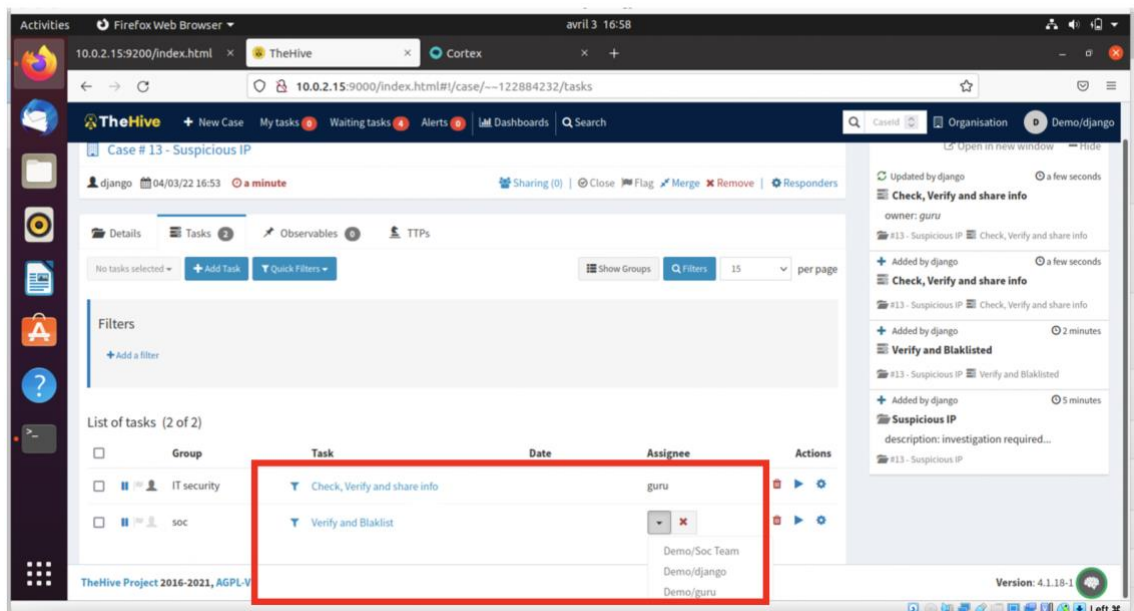 Activities Firefox Web Browser avril 3 16:58
10.0.2.15:9200/index.html TheHive Cortex
10.0.2.15:9000/index.html#!/case/~~122884232/tasks
TheHive + New Case My tasks 0 Waiting tasks 4 Alerts 0 Dashboards Search CaseId Organisation D Demo/django
Case # 13 - Suspicious IP
Open in new window Hide
django 04/03/22 16:53 a minute Sharing (0) | Close Flag Merge Remove | Responders
Updated by django a few seconds
Check, Verify and share info
owner: guru
#13 - Suspicious IP Check, Verify and share info
Details Tasks 2 Observables 0 TTPs
No tasks selected + Add Task Quick Filters Show Groups Filters 15 per page
Added by django a few seconds
Check, Verify and share info
#13 - Suspicious IP Check, Verify and share info
Filters
+ Add a filter
Added by django 2 minutes
Verify and Blaklisted
#13 - Suspicious IP Verify and Blaklisted
Added by django 5 minutes
Suspicious IP
description: investigation required...
#13 - Suspicious IP
List of tasks (2 of 2)
Group Task Date Assignee Actions
IT security Check, Verify and share info guru
soc Verify and Blaklist
Demo/Soc Team
Demo/django
Demo/guru
TheHive Project 2016-2021, AGPL-V Version: 4.1.18-1
Left ⌘